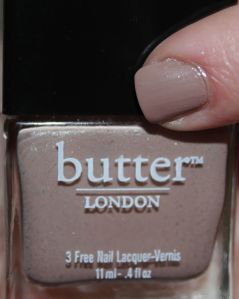 butter™
LONDON
3 Free Nail Lacquer-Vernis
11 ml - .4 fl oz